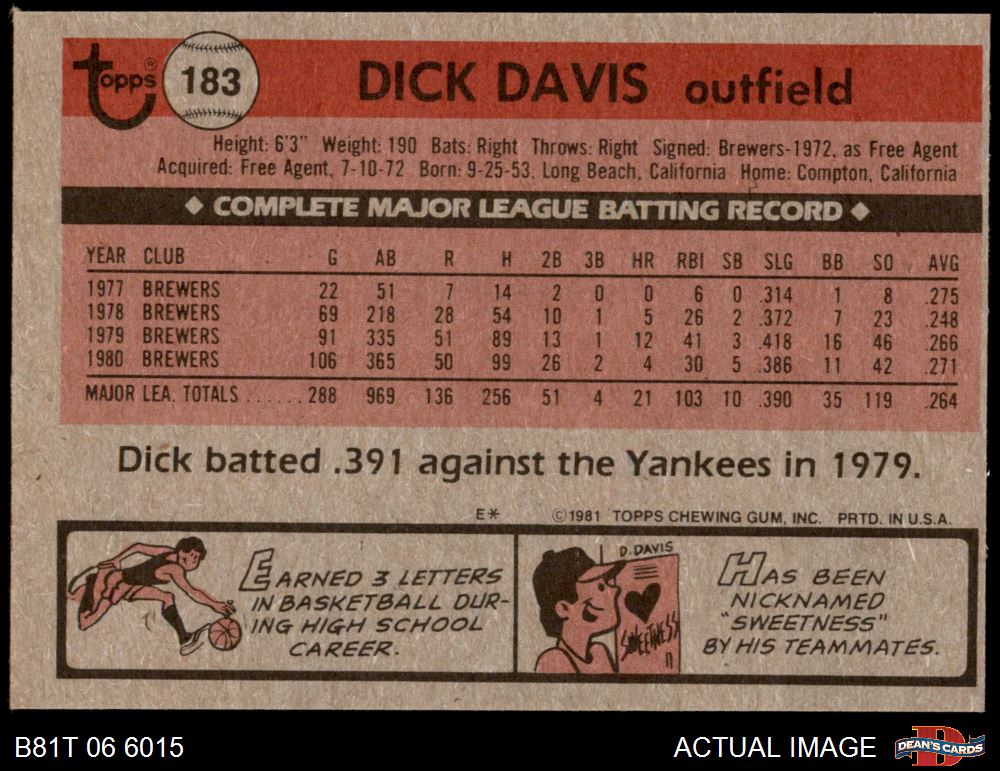 Topps® 183 DICK DAVIS outfield
Height: 6'3" Weight: 190 Bats: Right Throws: Right Signed: Brewers-1972, as Free Agent
Acquired: Free Agent, 7-10-72 Born: 9-25-53, Long Beach, California Home: Compton, California
◆ COMPLETE MAJOR LEAGUE BATTING RECORD ◆
YEAR CLUB G AB R H 2B 3B HR RBI SB SLG BB SO AVG
1977 BREWERS 22 51 7 14 2 0 0 6 0 .314 1 8 .275
1978 BREWERS 69 218 28 54 10 1 5 26 2 .372 7 23 .248
1979 BREWERS 91 335 51 89 13 1 12 41 3 .418 16 46 .266
1980 BREWERS 106 365 50 99 26 2 4 30 5 .386 11 42 .271
MAJOR LEA. TOTALS ......288 969 136 256 51 4 21 103 10 .390 35 119 .264
Dick batted .391 against the Yankees in 1979.
E* ©1981 TOPPS CHEWING GUM, INC. PRTD. IN U.S.A.
EARNED 3 LETTERS
IN BASKETBALL DUR-
ING HIGH SCHOOL
CAREER.
D. DAVIS
SWEETNESS
HAS BEEN
NICKNAMED
"SWEETNESS"
BY HIS TEAMMATES.
B81T 06 6015
ACTUAL IMAGE
DEAN'S CARDS